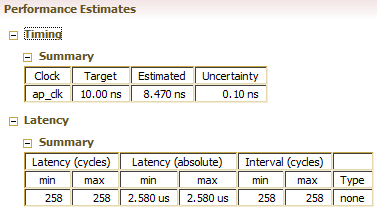 Performance Estimates
Timing
Summary
Clock Target Estimated Uncertainty
ap_clk 10.00 ns 8.470 ns 0.10 ns
Latency
Summary
Latency (cycles) Latency (absolute) Interval (cycles)
min max min max min max Type
258 258 2.580 us 2.580 us 258 258 none